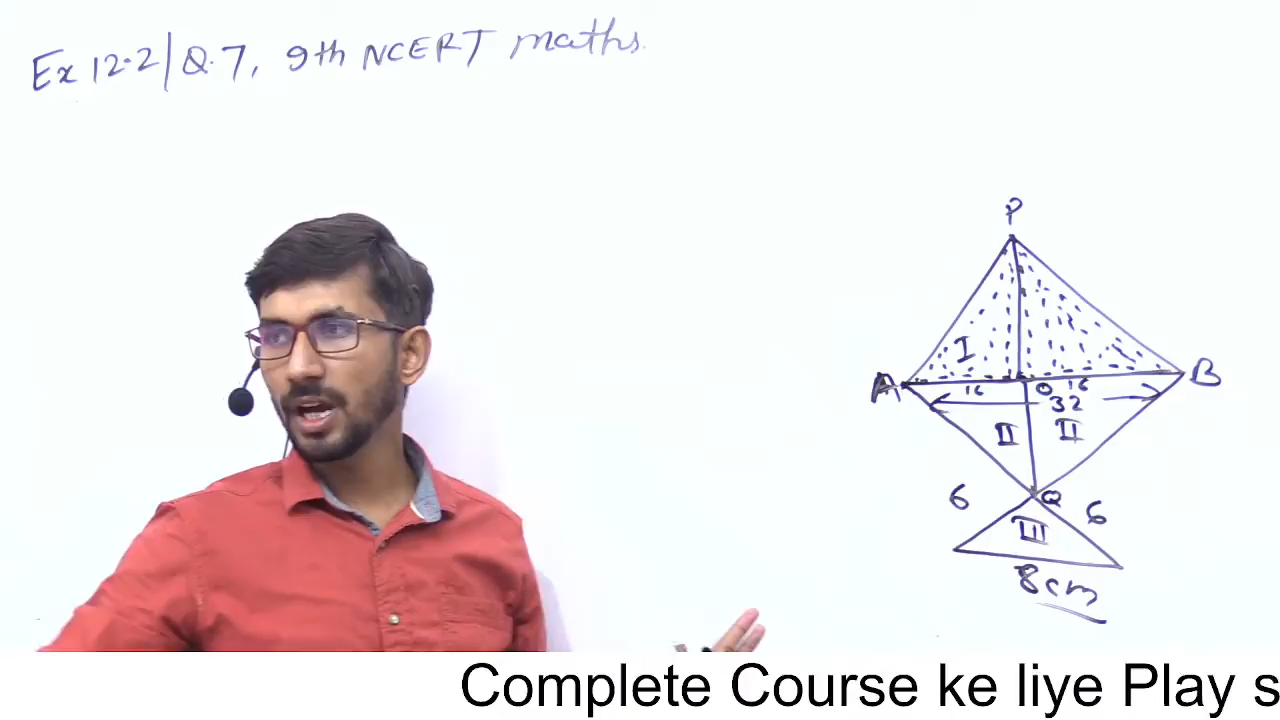 Ex 12.2 | Q.7, 9th NCERT maths.
P
I
A
B
16
O
16
32
II
II
6
Q
6
III
8cm
Complete Course ke liye Play s